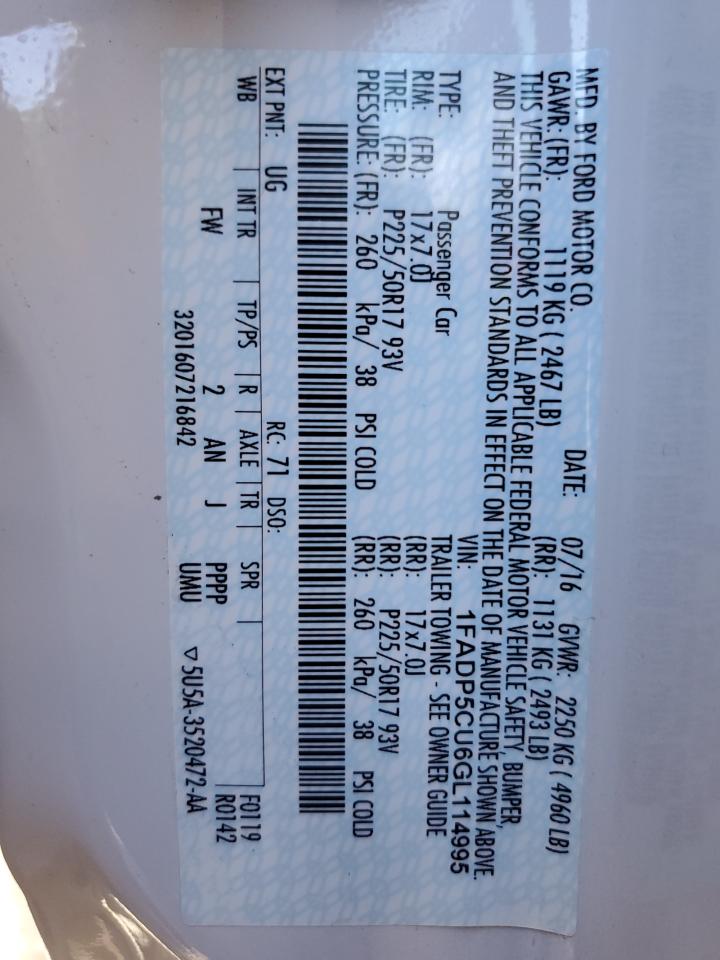 MFD. BY FORD MOTOR CO. DATE: 07/16 GVWR: 2250 KG ( 4960 LB)
GAWR: (FR): 1119 KG ( 2467 LB) (RR): 1131 KG ( 2493 LB)
THIS VEHICLE CONFORMS TO ALL APPLICABLE FEDERAL MOTOR VEHICLE SAFETY, BUMPER,
AND THEFT PREVENTION STANDARDS IN EFFECT ON THE DATE OF MANUFACTURE SHOWN ABOVE.
VIN: 1FADP5CU6GL114995
TYPE: Passenger Car TRAILER TOWING - SEE OWNER GUIDE
RIM: (FR): 17x7.0J (RR): 17x7.0J
TIRE: (FR): P225/50R17 93V (RR): P225/50R17 93V
PRESSURE: (FR): 260 kPa/ 38 PSI COLD (RR): 260 kPa/ 38 PSI COLD
EXT PNT: UG RC: 71 DSO: F0119
WB | INT TR | TP/PS | R | AXLE | TR | SPR | R0142
FW 2 AN J PPPP
3201607216842 UMU ▽5U5A-3520472-AA